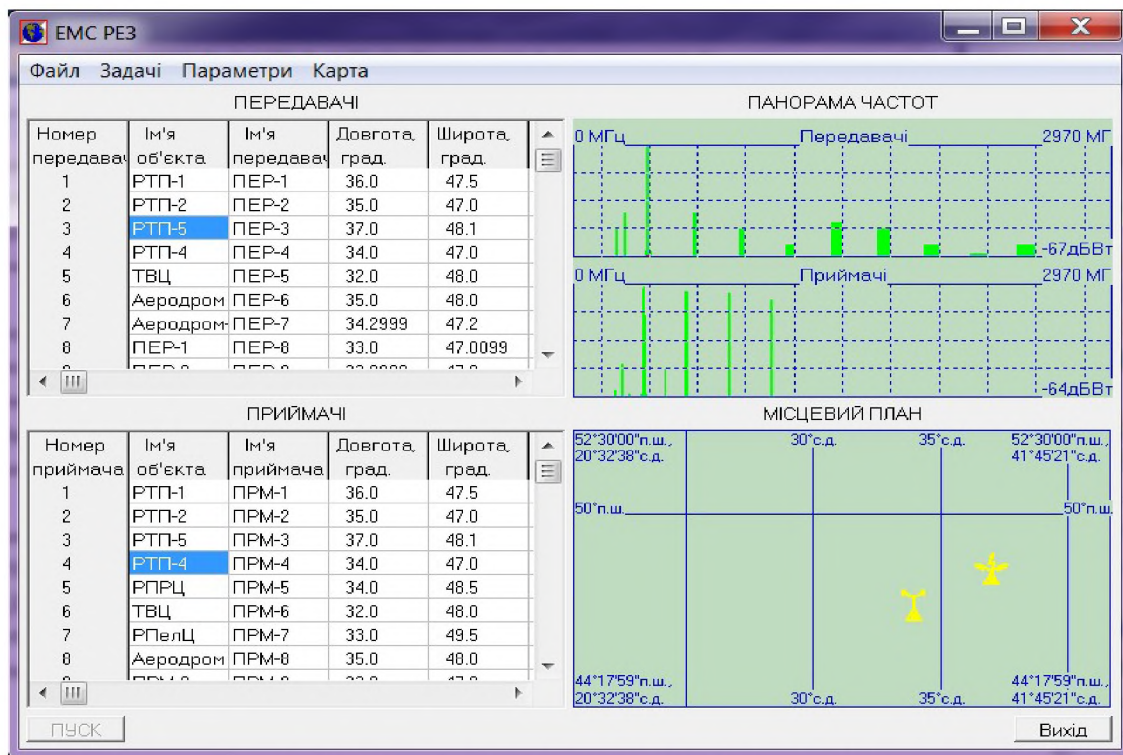 ЕМС РЕЗ
Файл Задачі Параметри Карта
ПЕРЕДАВАЧІ
Номер передавач Ім'я об'єкта Ім'я передавач Довгота, град. Широта, град.
1 РТП-1 ПЕР-1 36.0 47.5
2 РТП-2 ПЕР-2 35.0 47.0
3 РТП-5 ПЕР-3 37.0 48.1
4 РТП-4 ПЕР-4 34.0 47.0
5 ТВЦ ПЕР-5 32.0 48.0
6 Аеродром ПЕР-6 35.0 48.0
7 Аеродром- ПЕР-7 34.2999 47.2
8 ПЕР-1 ПЕР-8 33.0 47.0099
ПАНОРАМА ЧАСТОТ
0 МГц Передавачі 2970 МГ
-67дБВт
0 МГц Приймачі 2970 МГ
-64дБВт
ПРИЙМАЧІ
Номер приймача Ім'я об'єкта Ім'я приймача Довгота, град. Широта, град.
1 РТП-1 ПРМ-1 36.0 47.5
2 РТП-2 ПРМ-2 35.0 47.0
3 РТП-5 ПРМ-3 37.0 48.1
4 РТП-4 ПРМ-4 34.0 47.0
5 РПРЦ ПРМ-5 34.0 48.5
6 ТВЦ ПРМ-6 32.0 48.0
7 РПелЦ ПРМ-7 33.0 49.5
8 Аеродром ПРМ-8 35.0 48.0
МІСЦЕВИЙ ПЛАН
52°30'00"п.ш., 30°с.д. 35°с.д. 52°30'00"п.ш.,
20°32'38"с.д. 41°45'21"с.д.
50°п.ш. 50°п.ш.
44°17'59"п.ш., 44°17'59"п.ш.,
20°32'38"с.д. 30°с.д. 35°с.д. 41°45'21"с.д.
ПУСК
Вихід